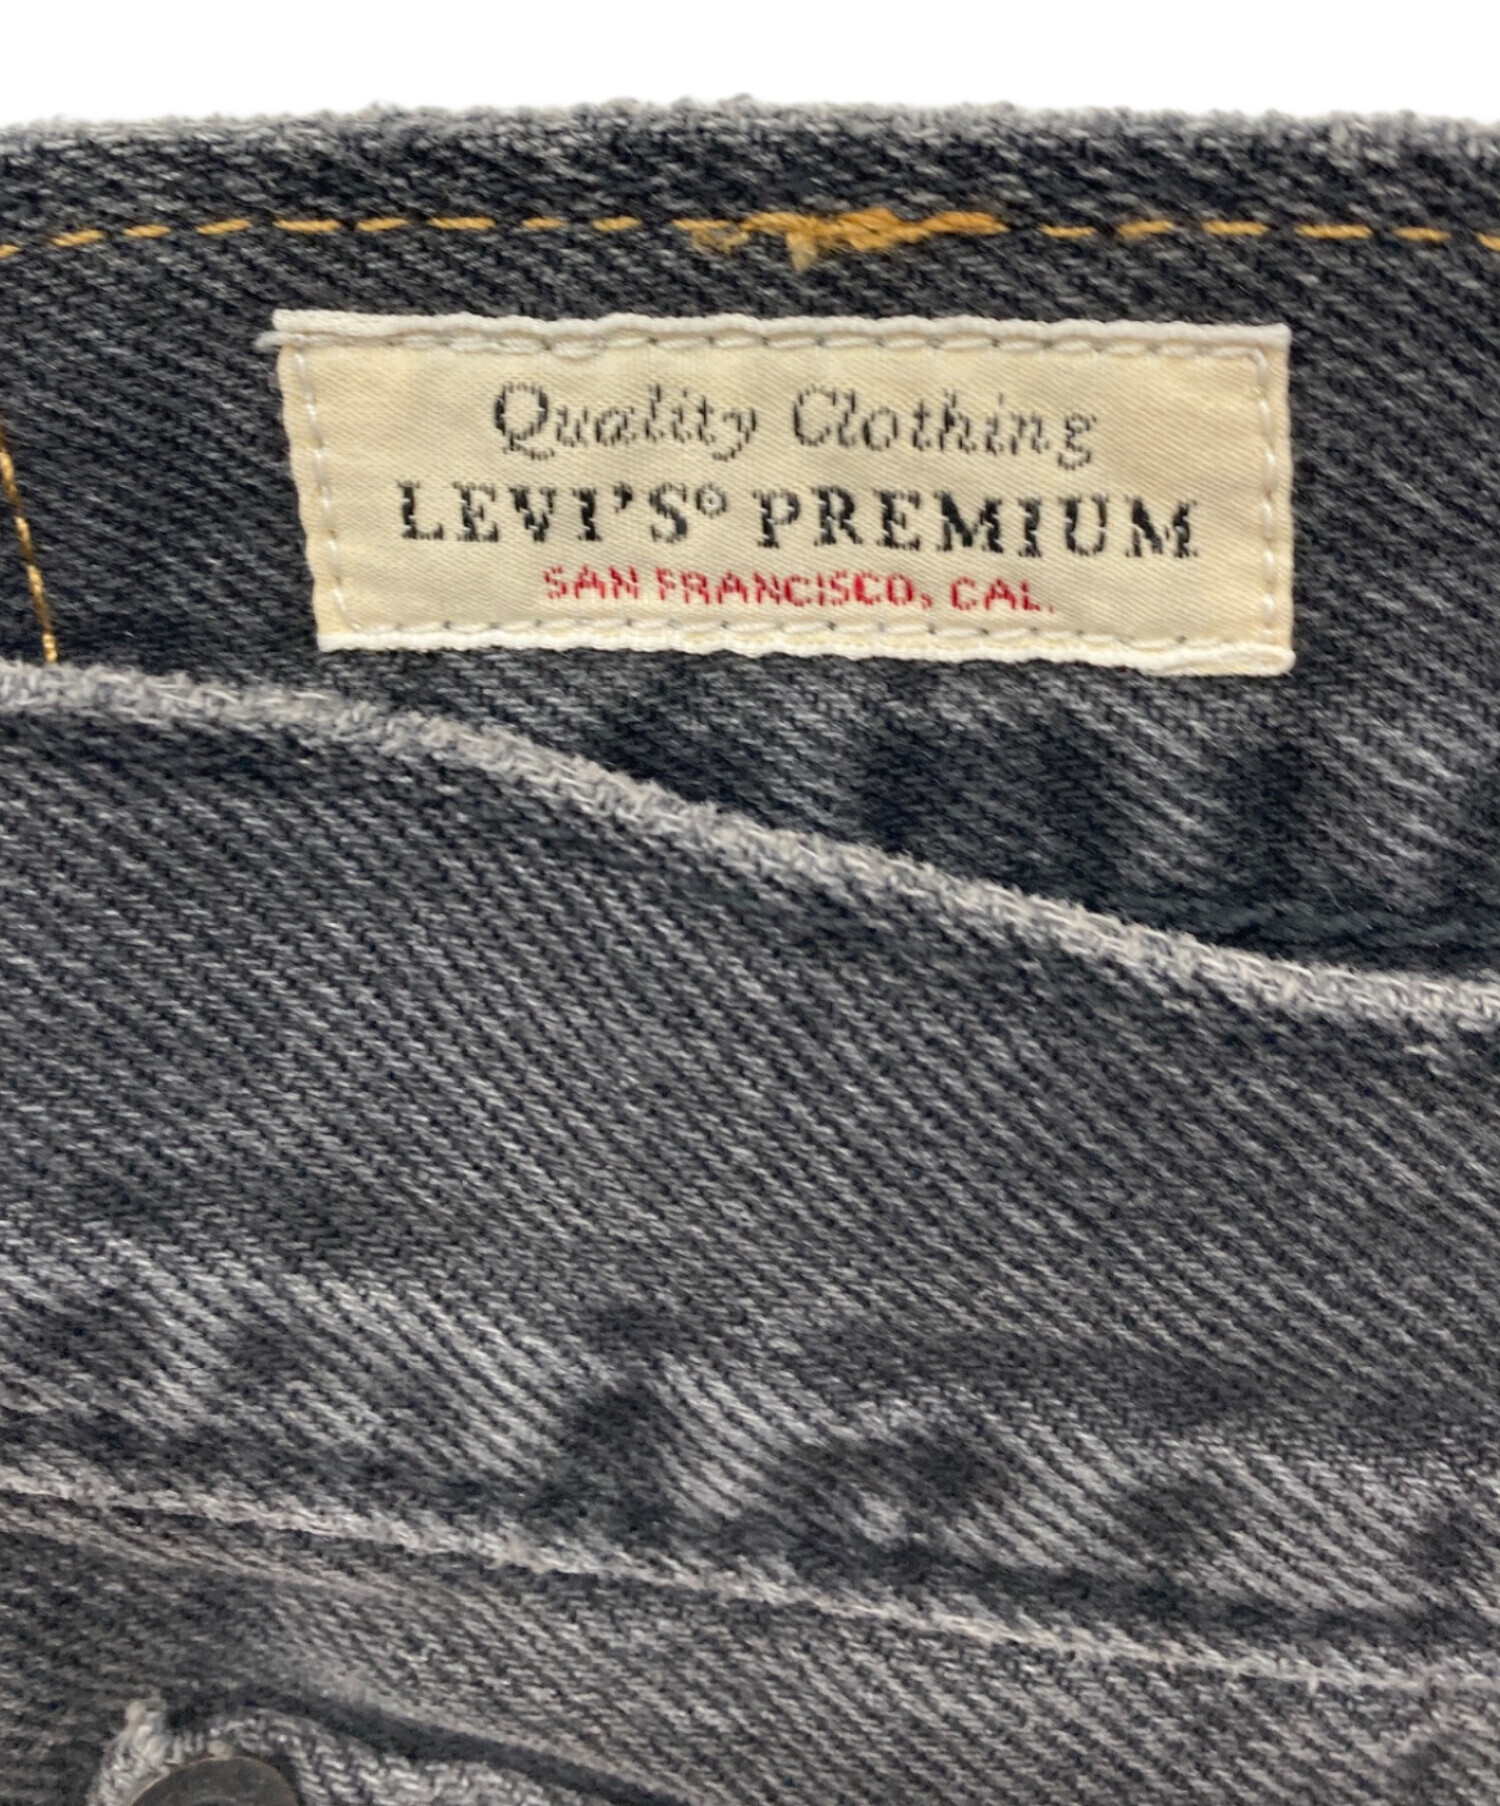 Quality Clothing
LEVI'S® PREMIUM
SAN FRANCISCO, CAL.